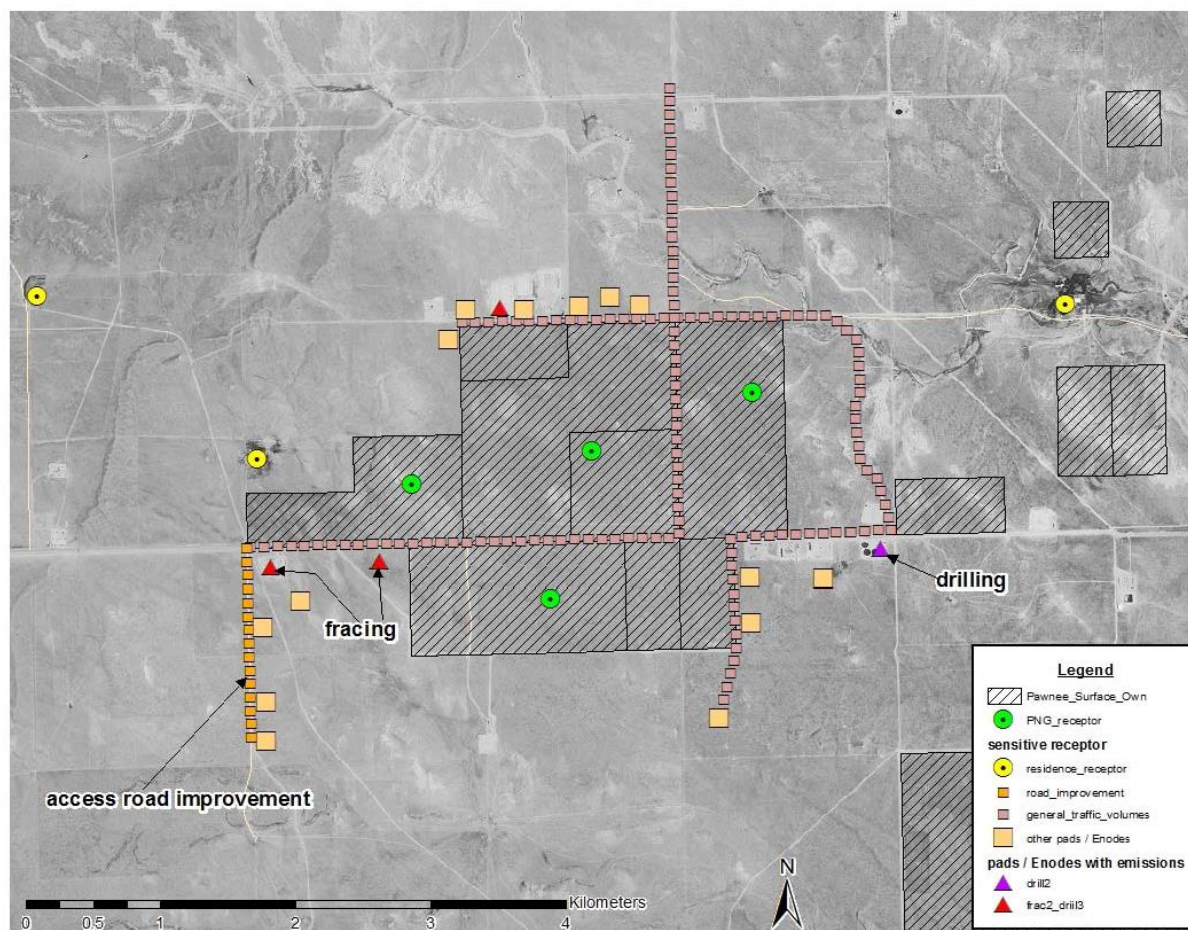 drilling
fracing
access road improvement
N
Kilometers
0 0.5 1 2 3 4
Legend
Pawnee_Surface_Own
PNG_receptor
sensitive receptor
residence_receptor
road_improvement
general_traffic_volumes
other pads / Enodes
pads / Enodes with emissions
drill2
frac2_drill3